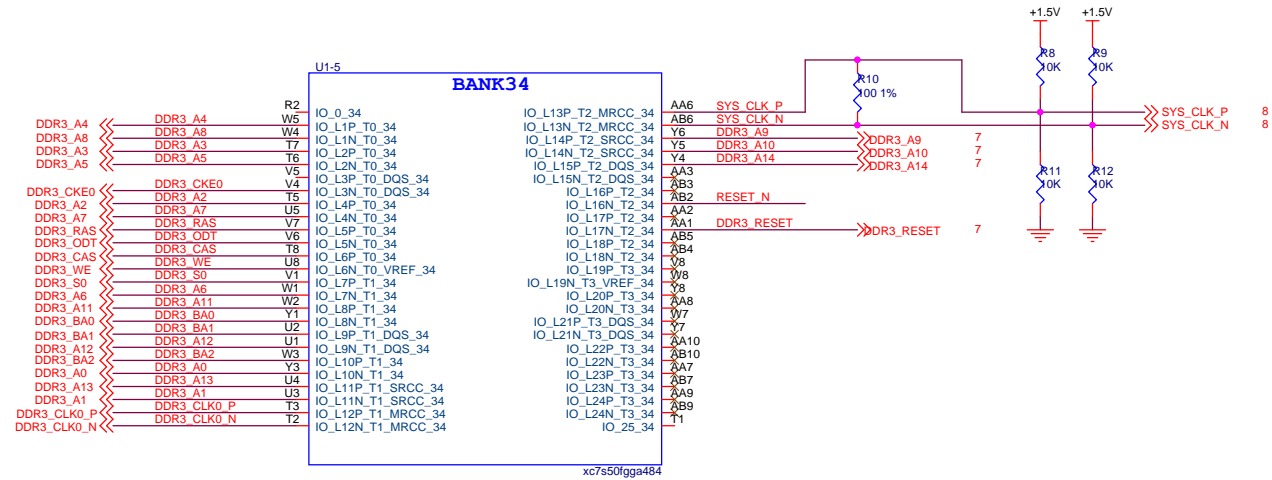 +1.5V +1.5V
R8 R9
10K 10K
U1-5
BANK34
R10
100 1%
R2 IO_0_34
DDR3_A4 DDR3_A4 W5 IO_L1P_T0_34
DDR3_A8 DDR3_A8 W4 IO_L1N_T0_34
DDR3_A3 DDR3_A3 T7 IO_L2P_T0_34
DDR3_A5 DDR3_A5 T6 IO_L2N_T0_34
V5 IO_L3P_T0_DQS_34
DDR3_CKE0 DDR3_CKE0 V4 IO_L3N_T0_DQS_34
DDR3_A2 DDR3_A2 T5 IO_L4P_T0_34
DDR3_A7 DDR3_A7 U5 IO_L4N_T0_34
DDR3_RAS DDR3_RAS V7 IO_L5P_T0_34
DDR3_ODT DDR3_ODT V6 IO_L5N_T0_34
DDR3_CAS DDR3_CAS T8 IO_L6P_T0_34
DDR3_WE DDR3_WE U8 IO_L6N_T0_VREF_34
DDR3_S0 DDR3_S0 V1 IO_L7P_T1_34
DDR3_A6 DDR3_A6 W1 IO_L7N_T1_34
DDR3_A11 DDR3_A11 W2 IO_L8P_T1_34
DDR3_BA0 DDR3_BA0 Y1 IO_L8N_T1_34
DDR3_BA1 DDR3_BA1 U2 IO_L9P_T1_DQS_34
DDR3_A12 DDR3_A12 U1 IO_L9N_T1_DQS_34
DDR3_BA2 DDR3_BA2 W3 IO_L10P_T1_34
DDR3_A0 DDR3_A0 Y3 IO_L10N_T1_34
DDR3_A13 DDR3_A13 U4 IO_L11P_T1_SRCC_34
DDR3_A1 DDR3_A1 U3 IO_L11N_T1_SRCC_34
DDR3_CLK0_P DDR3_CLK0_P T3 IO_L12P_T1_MRCC_34
DDR3_CLK0_N DDR3_CLK0_N T2 IO_L12N_T1_MRCC_34
IO_L13P_T2_MRCC_34 AA6 SYS_CLK_P SYS_CLK_P 8
IO_L13N_T2_MRCC_34 AB6 SYS_CLK_N SYS_CLK_N 8
IO_L14P_T2_SRCC_34 Y6 DDR3_A9 DDR3_A9 7
IO_L14N_T2_SRCC_34 Y5 DDR3_A10 DDR3_A10 7
IO_L15P_T2_DQS_34 Y4 DDR3_A14 DDR3_A14 7
IO_L15N_T2_DQS_34 AA3
IO_L16P_T2_34 AB3
IO_L16N_T2_34 AB2 RESET_N
IO_L17P_T2_34 AA2
IO_L17N_T2_34 AA1 DDR3_RESET DDR3_RESET 7
IO_L18P_T2_34 AB5
IO_L18N_T2_34 AB4
IO_L19P_T3_34 V8
IO_L19N_T3_VREF_34 W8
IO_L20P_T3_34 Y8
IO_L20N_T3_34 AA8
IO_L21P_T3_DQS_34 W7
IO_L21N_T3_DQS_34 Y7
IO_L22P_T3_34 AA10
IO_L22N_T3_34 AB10
IO_L23P_T3_34 AA7
IO_L23N_T3_34 AB7
IO_L24P_T3_34 AA9
IO_L24N_T3_34 AB9
IO_25_34 T1
R11 R12
10K 10K
xc7s50fgga484